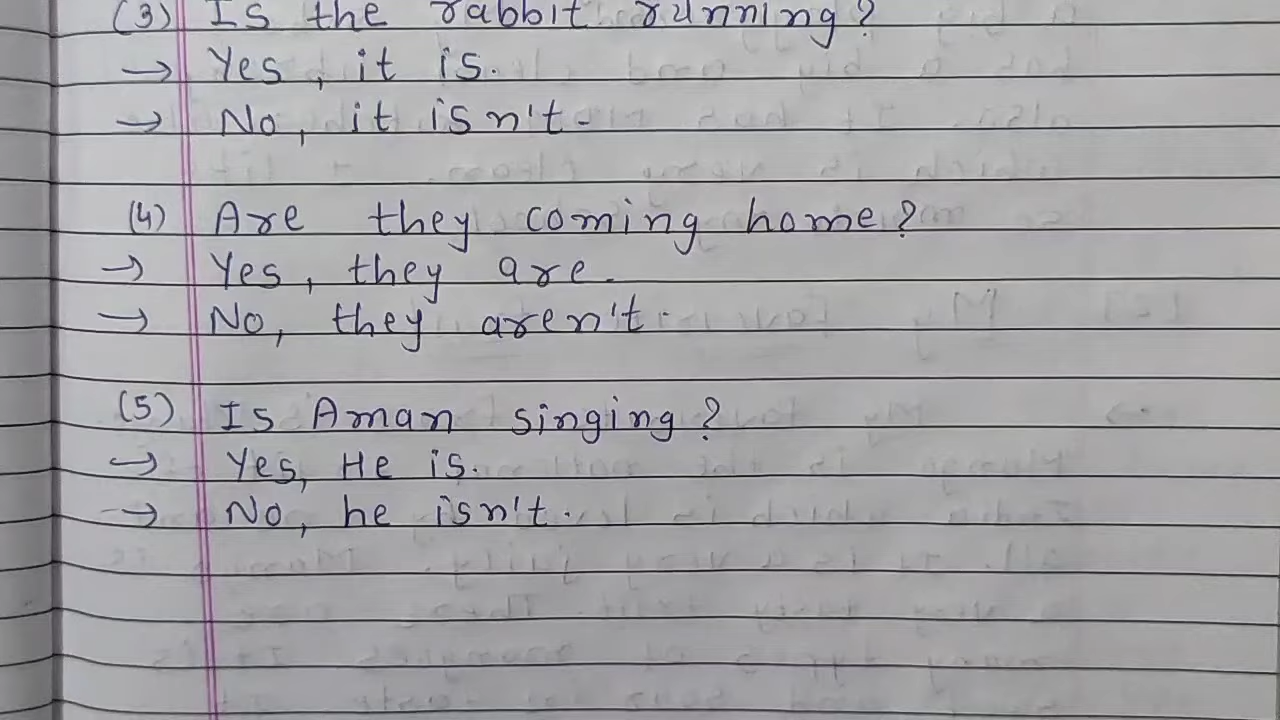 (3) Is the rabbit running?
→ Yes, it is.
→ No, it isn't.
(4) Are they coming home?
→ Yes, they are.
→ No, they aren't.
(5) Is Aman singing?
→ Yes, He is.
→ No, he isn't.